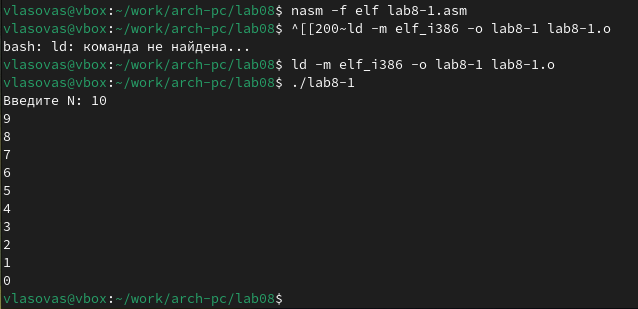 vlasovas@vbox:~/work/arch-pc/lab08$ nasm -f elf lab8-1.asm
vlasovas@vbox:~/work/arch-pc/lab08$ ^[[200~ld -m elf_i386 -o lab8-1 lab8-1.o
bash: ld: команда не найдена...
vlasovas@vbox:~/work/arch-pc/lab08$ ld -m elf_i386 -o lab8-1 lab8-1.o
vlasovas@vbox:~/work/arch-pc/lab08$ ./lab8-1
Введите N: 10
9
8
7
6
5
4
3
2
1
0
vlasovas@vbox:~/work/arch-pc/lab08$